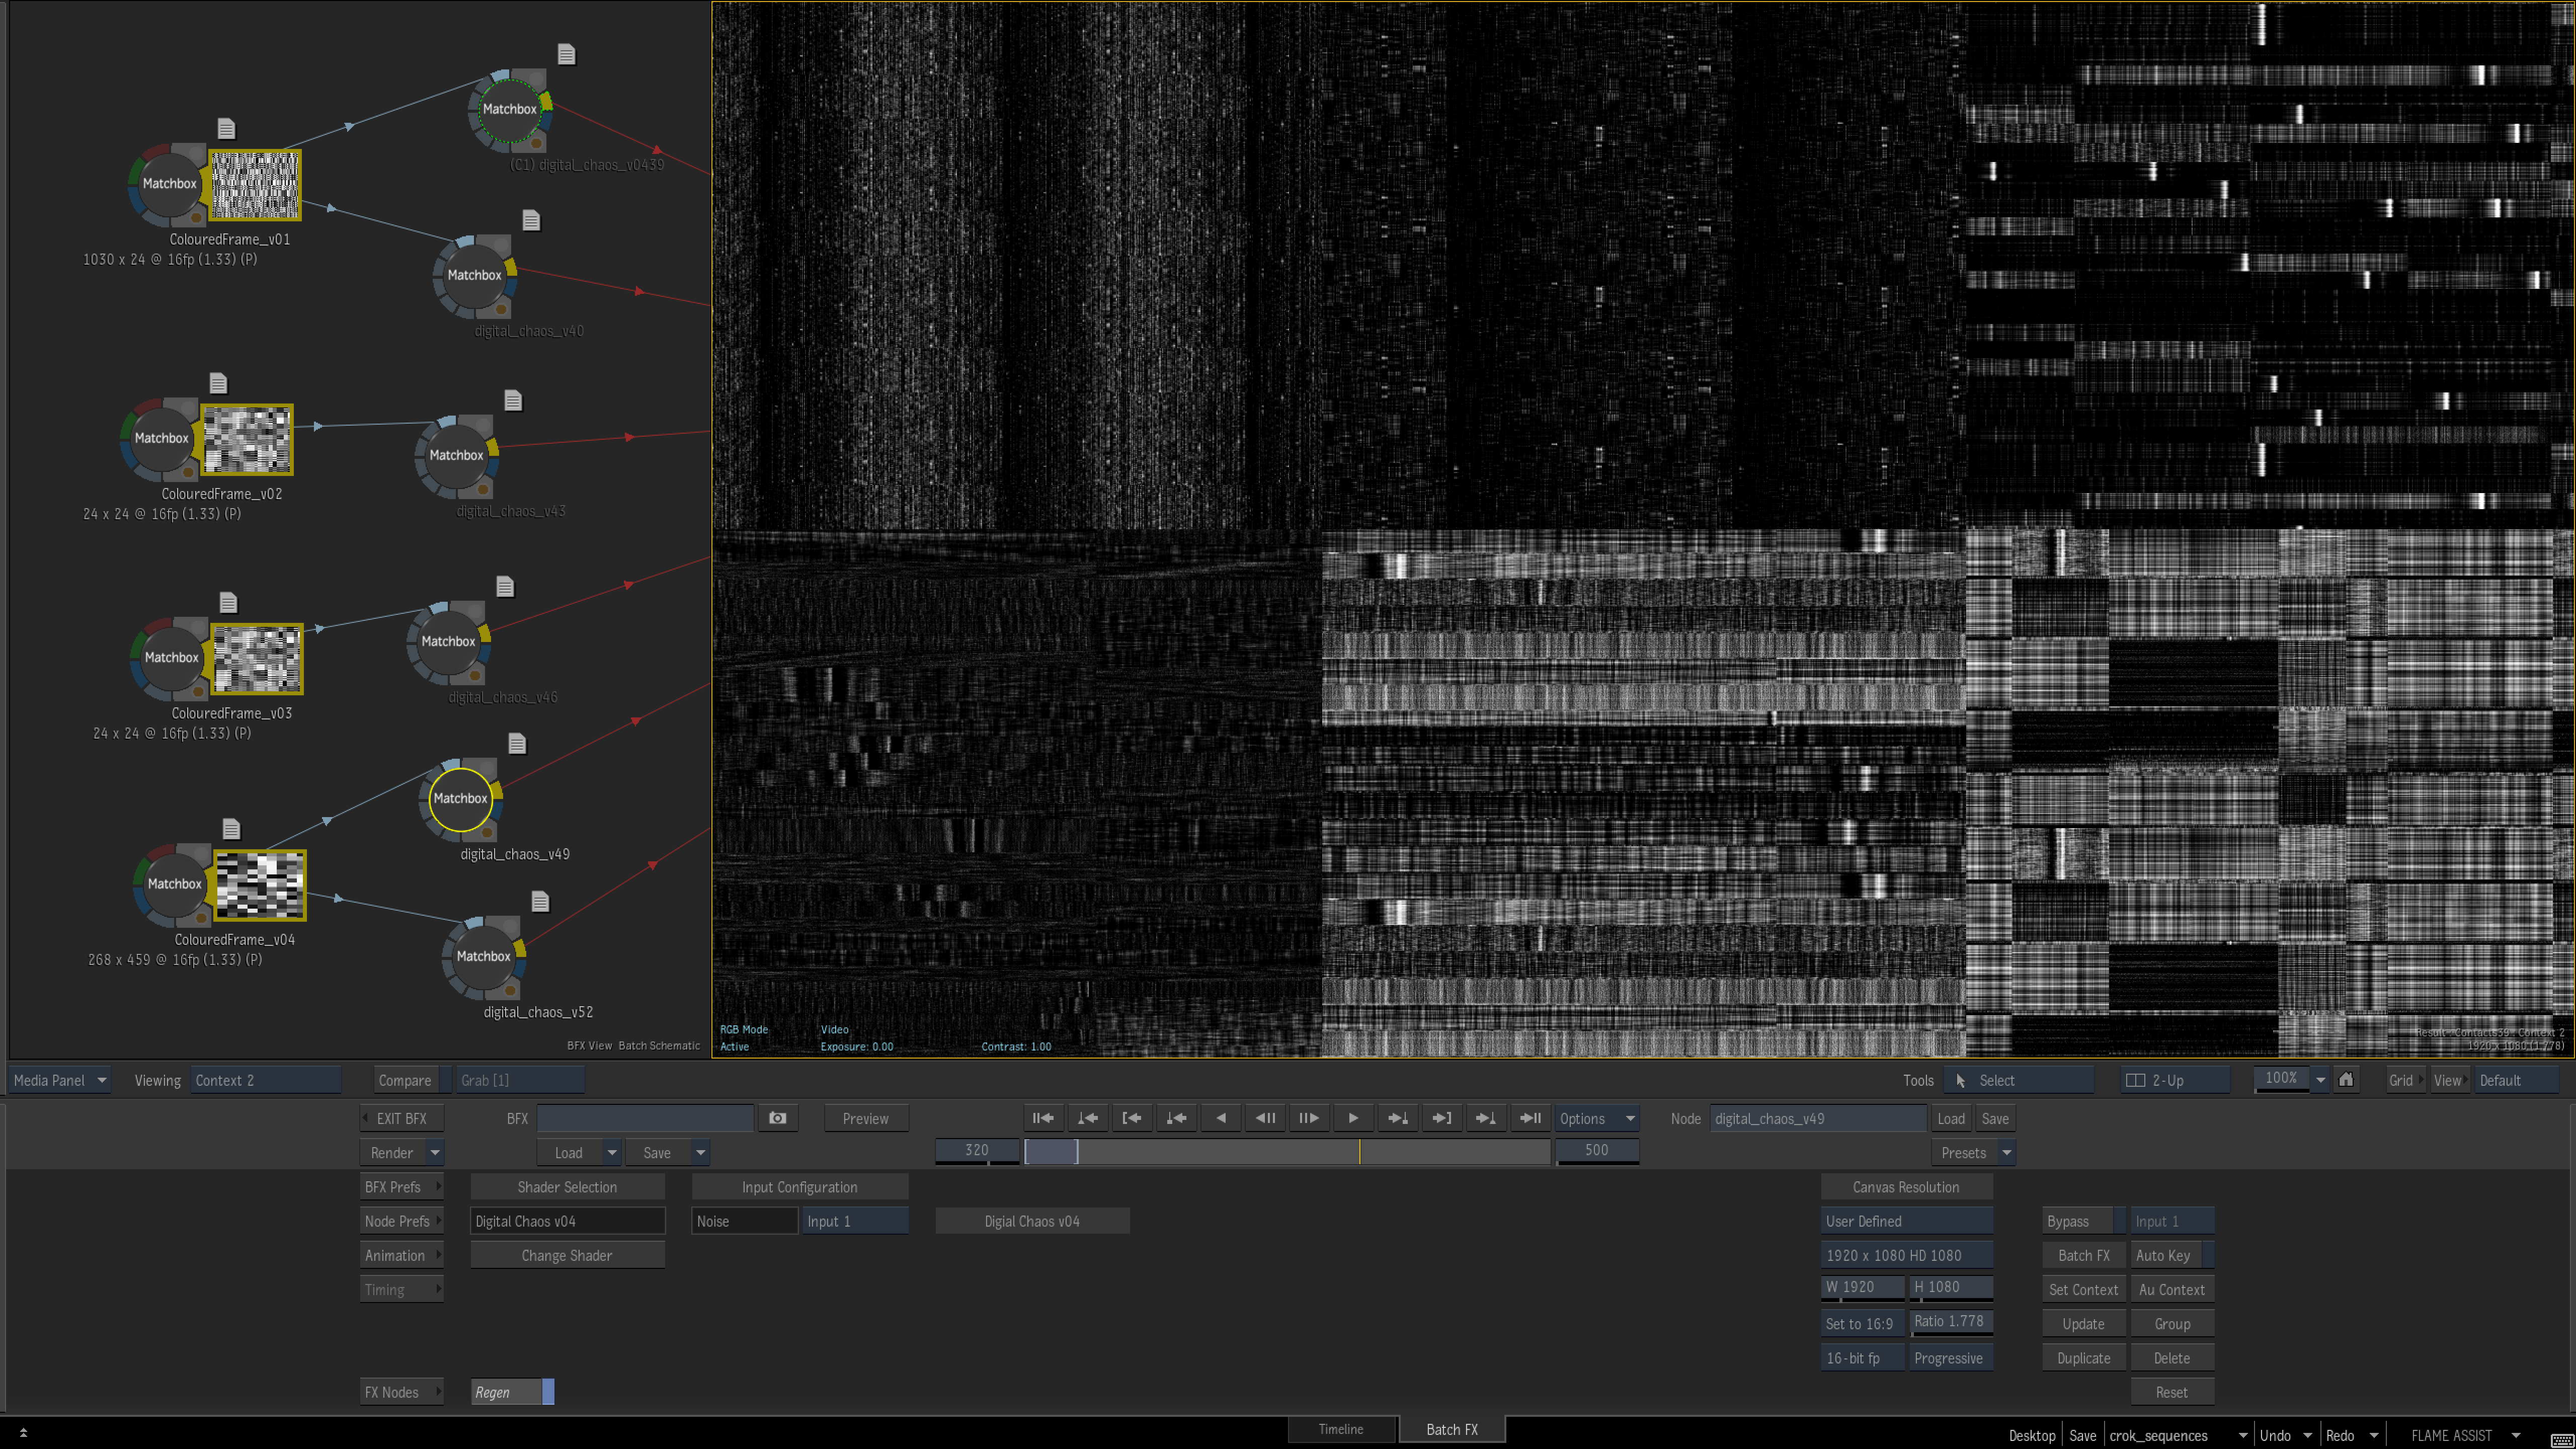 Matchbox
(C1) digital_chaos_v0439
Matchbox
ColouredFrame_v01
1030 x 24 @ 16fp (1.33) (P)
Matchbox
digital_chaos_v40
Matchbox
ColouredFrame_v02
24 x 24 @ 16fp (1.33) (P)
Matchbox
digital_chaos_v43
Matchbox
ColouredFrame_v03
24 x 24 @ 16fp (1.33) (P)
Matchbox
digital_chaos_v46
Matchbox
digital_chaos_v49
Matchbox
ColouredFrame_v04
268 x 459 @ 16fp (1.33) (P)
Matchbox
digital_chaos_v52
BFX View Batch Schematic
RGB Mode Video
Active Exposure: 0.00 Contrast: 1.00
Context 2
1920 x 1080 (1.778)
Media Panel Viewing Context 2 Compare Grab [1] Tools Select 2-Up 100% Grid View Default
EXIT BFX BFX Preview Options Node digital_chaos_v49 Load Save
Render Load Save 320 500 Presets
BFX Prefs Shader Selection Input Configuration Canvas Resolution
Node Prefs Digital Chaos v04 Noise Input 1 Digial Chaos v04 User Defined Bypass Input 1
Animation Change Shader 1920 x 1080 HD 1080 Batch FX Auto Key
Timing W 1920 H 1080 Set Context Au Context
Set to 16:9 Ratio 1.778 Update Group
16-bit fp Progressive Duplicate Delete
FX Nodes Regen Reset
Timeline Batch FX Desktop Save crok_sequences Undo Redo FLAME ASSIST